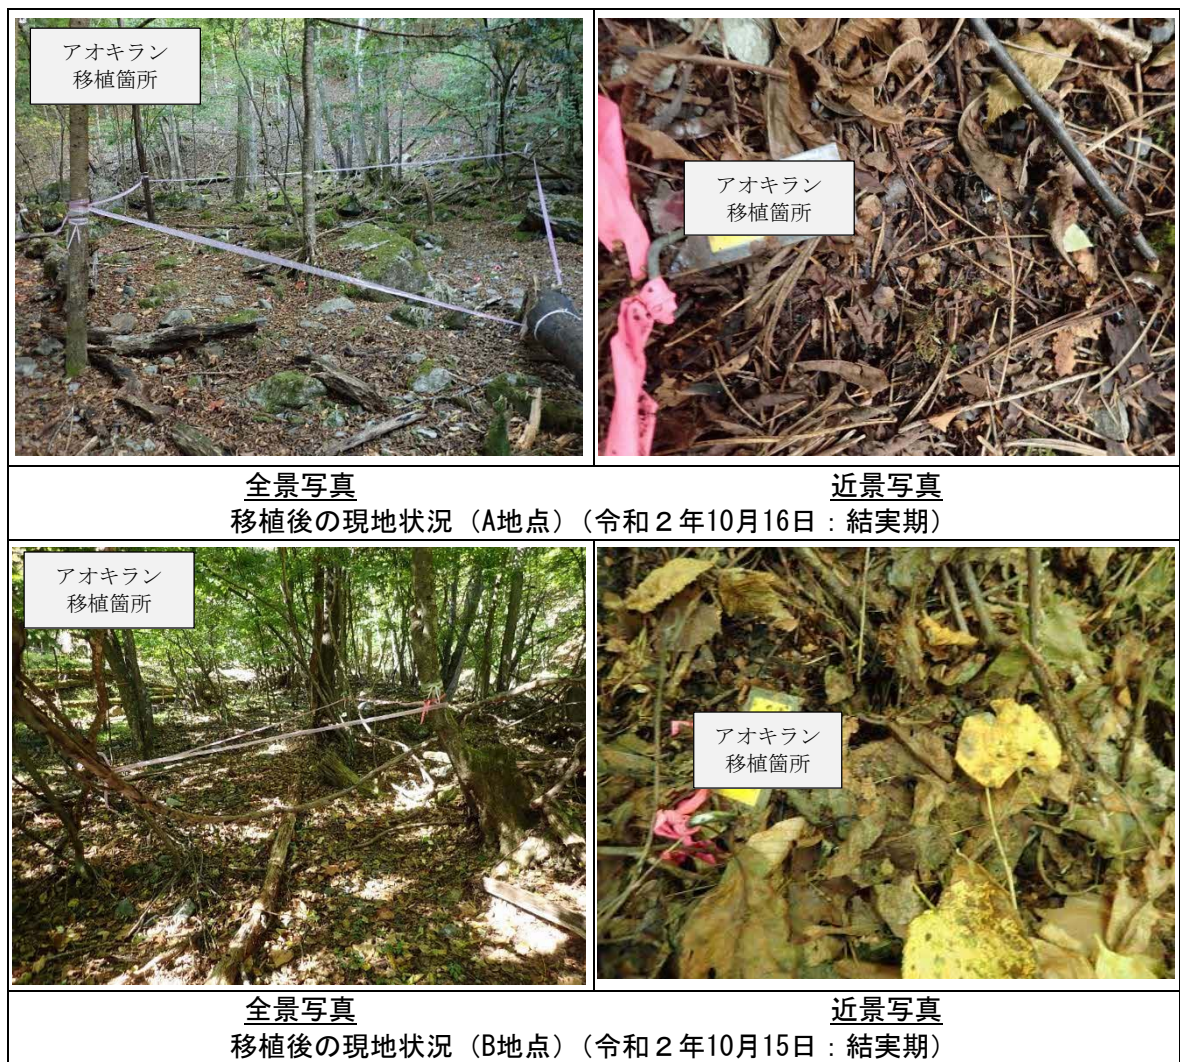 アオキラン
移植箇所
アオキラン
移植箇所
全景写真
近景写真
移植後の現地状況（A地点）（令和２年10月16日：結実期）
アオキラン
移植箇所
アオキラン
移植箇所
全景写真
近景写真
移植後の現地状況（B地点）（令和２年10月15日：結実期）